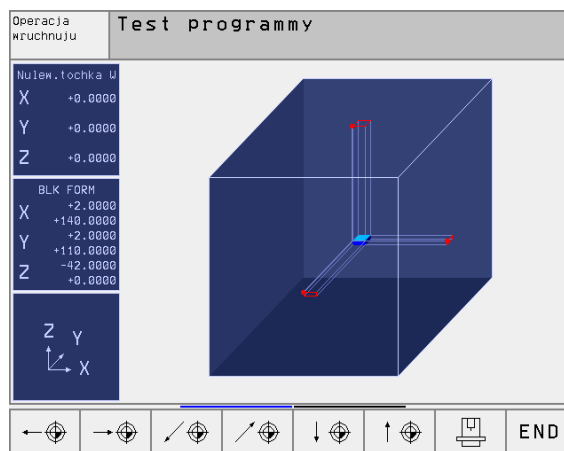 Operacja
wruchnuju
Test programmy
Nulew.tochka W
X +0.0000
Y +0.0000
Z +0.0000
BLK FORM
X +2.0000
+140.0000
Y +2.0000
+110.0000
Z -42.0000
+0.0000
Z Y
X
END